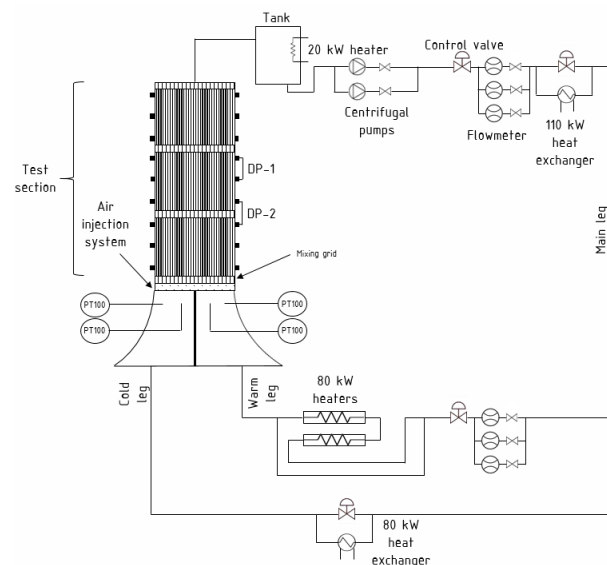 Tank
20 kW heater
Control valve
Centrifugal
pumps
Flowmeter
110 kW
heat
exchanger
Test
section
DP-1
DP-2
Air
injection
system
Mixing grid
Main leg
PT100
PT100
PT100
PT100
Cold
leg
Warm
leg
80 kW
heaters
80 kW
heat
exchanger